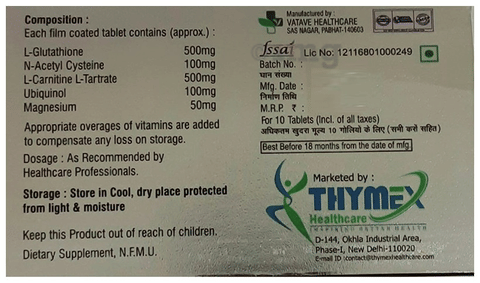 Composition :
Each film coated tablet contains (approx.) :
L-Glutathione 500mg
N-Acetyl Cysteine 100mg
L-Carnitine L-Tartrate 500mg
Ubiquinol 100mg
Magnesium 50mg
Appropriate overages of vitamins are added
to compensate any loss on storage.
Dosage : As Recommended by
Healthcare Professionals.
Storage : Store in Cool, dry place protected
from light & moisture
Keep this Product out of reach of children.
Dietary Supplement, N.F.M.U.
Manufactured by :
VATAVE HEALTHCARE
SAS NAGAR, PABHAT-140603
fssai Lic No: 12116801000249
Batch No. :
घान संख्या
Mfg. Date :
निर्माण तिथि
M.R.P. ₹ :
For 10 Tablets (Incl. of all taxes)
अधिकतम खुदरा मूल्य 10 गोलियो के लिए (सभी कर सहित)
Best Before 18 months from the date of mfg.
Marketed by :
THYMEX
Healthcare
INSPIRING BETTER HEALTH
D-144, Okhla Industrial Area,
Phase-I, New Delhi-110020
E-mail ID :contact@thymexhealthcare.com